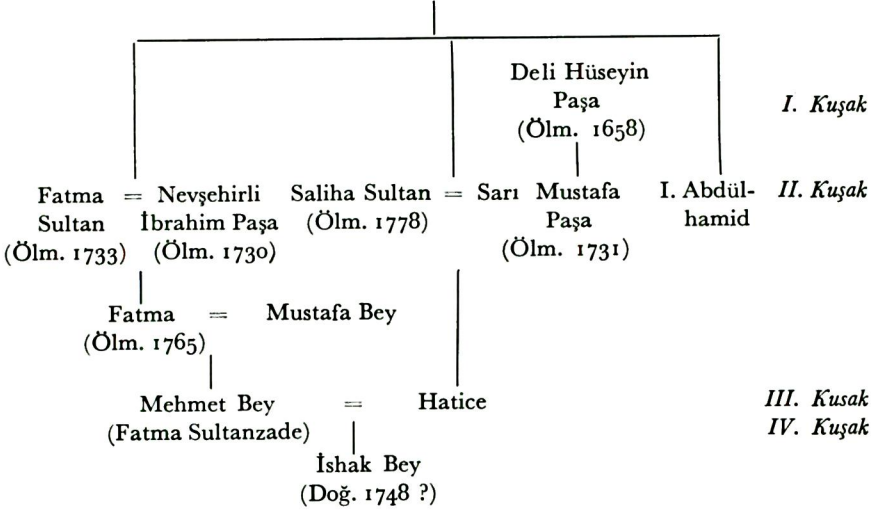 Deli Hüseyin
Paşa
(Ölm. 1658)
I. Kuşak
Fatma = Nevşehirli Saliha Sultan = Sarı Mustafa I. Abdül- II. Kuşak
Sultan İbrahim Paşa (Ölm. 1778) Paşa hamid
(Ölm. 1733) (Ölm. 1730) (Ölm. 1731)
Fatma = Mustafa Bey
(Ölm. 1765)
Mehmet Bey = Hatice III. Kusak
(Fatma Sultanzade) IV. Kuşak
İshak Bey
(Doğ. 1748 ?)